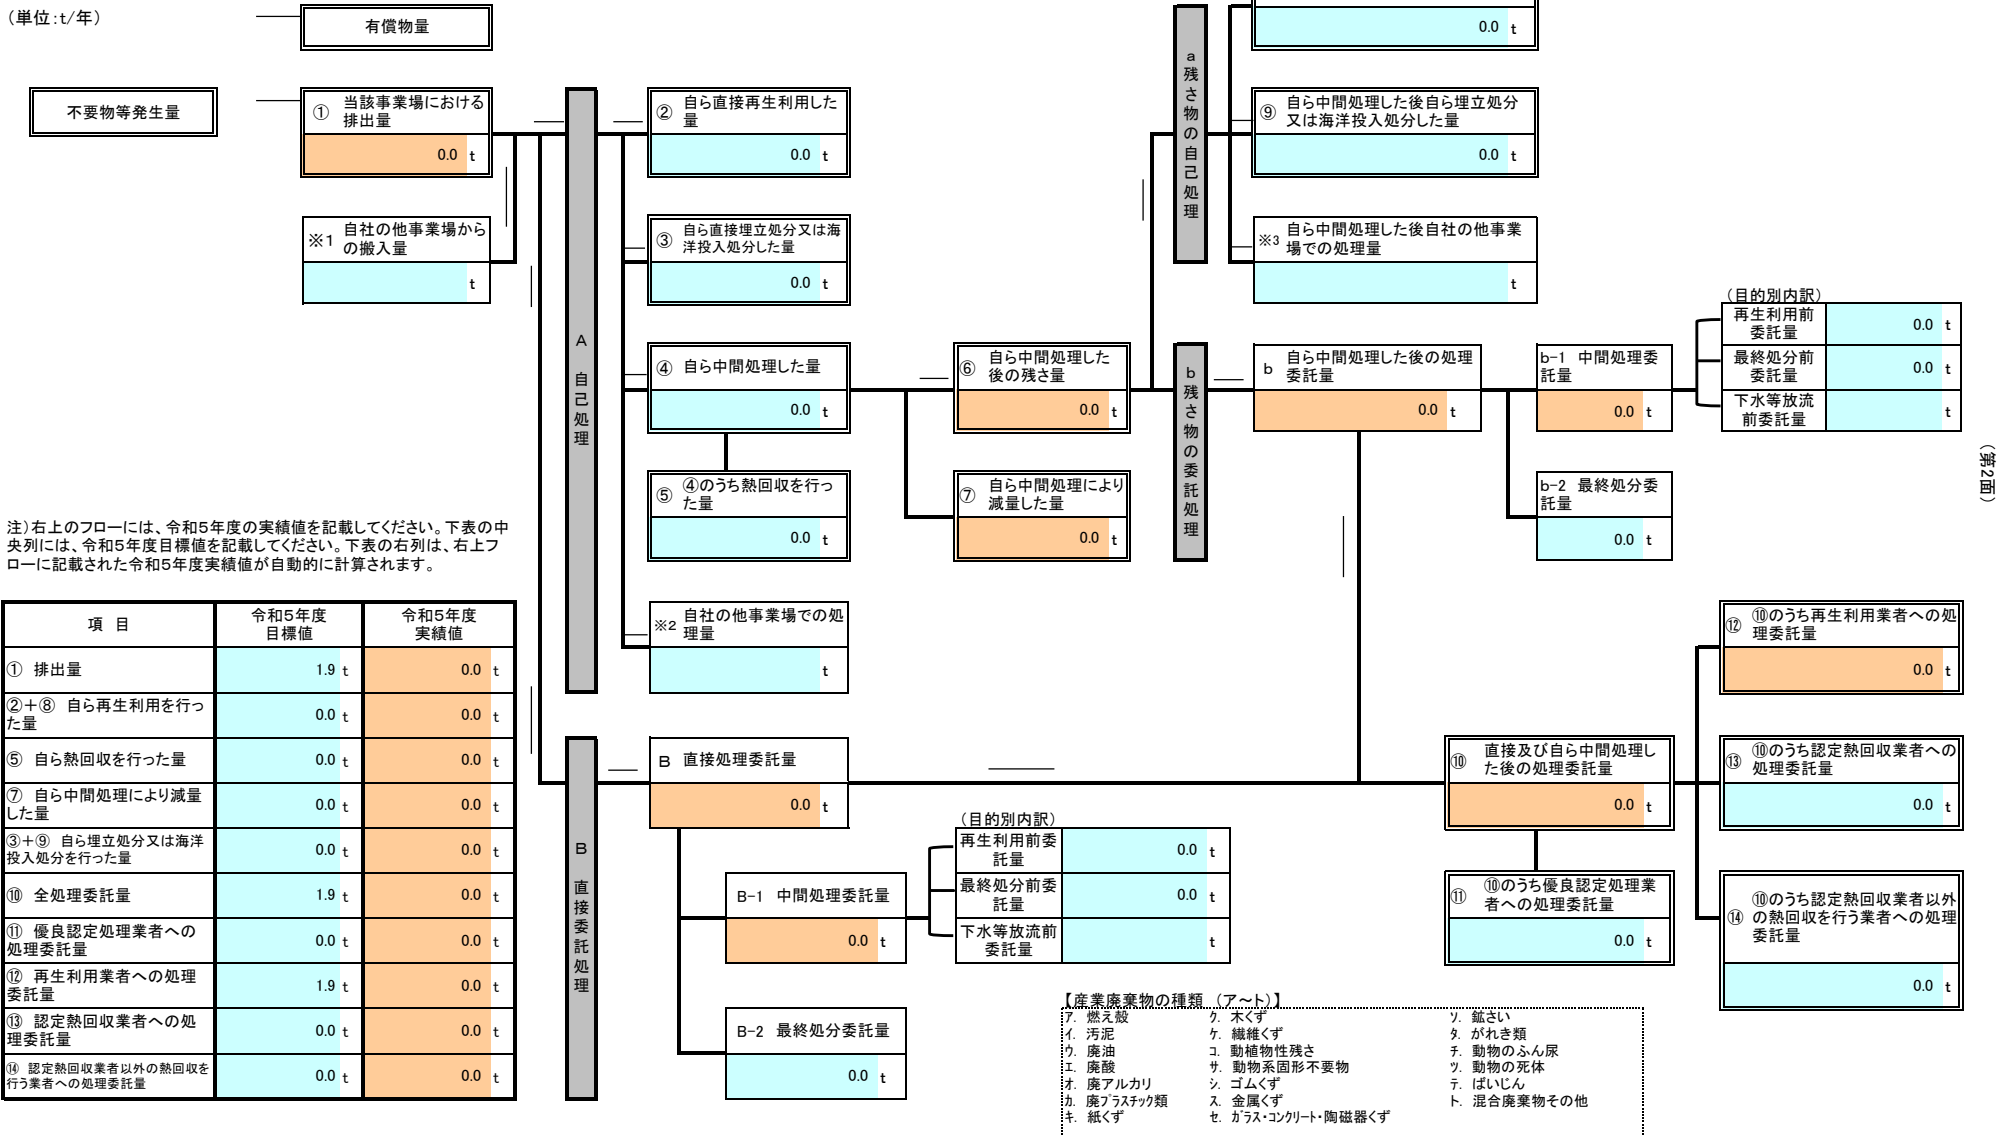 （単位:t/年）
有償物量
不要物等発生量
① 当該事業場における
排出量
0.0 t
※1 自社の他事業場から
の搬入量
t
A 自己処理
② 自ら直接再生利用した
量
0.0 t
③ 自ら直接埋立処分又は海
洋投入処分した量
0.0 t
④ 自ら中間処理した量
0.0 t
⑤ ④のうち熱回収を行っ
た量
0.0 t
※2 自社の他事業場での処
理量
t
⑥ 自ら中間処理した
後の残さ量
0.0 t
⑦ 自ら中間処理により
減量した量
0.0 t
a 残さ物の自己処理
0.0 t
⑨ 自ら中間処理した後自ら埋立処分
又は海洋投入処分した量
0.0 t
※3 自ら中間処理した後自社の他事業
場での処理量
t
b 残さ物の委託処理
b 自ら中間処理した後の処理
委託量
0.0 t
b-1 中間処理委
託量
0.0 t
b-2 最終処分委
託量
0.0 t
（目的別内訳）
再生利用前
委託量
0.0 t
最終処分前
委託量
0.0 t
下水等放流
前委託量
t
（第2面）
注）右上のフローには、令和5年度の実績値を記載してください。下表の中
央列には、令和5年度目標値を記載してください。下表の右列は、右上フ
ローに記載された令和5年度実績値が自動的に計算されます。
項 目 令和5年度
目標値 令和5年度
実績値
① 排出量 1.9 t 0.0 t
②＋⑧ 自ら再生利用を行っ
た量 0.0 t 0.0 t
⑤ 自ら熱回収を行った量 0.0 t 0.0 t
⑦ 自ら中間処理により減量
した量 0.0 t 0.0 t
③＋⑨ 自ら埋立処分又は海洋
投入処分を行った量 0.0 t 0.0 t
⑩ 全処理委託量 1.9 t 0.0 t
⑪ 優良認定処理業者への
処理委託量 0.0 t 0.0 t
⑫ 再生利用業者への処理
委託量 1.9 t 0.0 t
⑬ 認定熱回収業者への処
理委託量 0.0 t 0.0 t
⑭ 認定熱回収業者以外の熱回収を
行う業者への処理委託量 0.0 t 0.0 t
B 直接委託処理
B 直接処理委託量
0.0 t
B-1 中間処理委託量
0.0 t
B-2 最終処分委託量
0.0 t
（目的別内訳）
再生利用前委
託量
0.0 t
最終処分前委
託量
0.0 t
下水等放流前
委託量
t
⑩ 直接及び自ら中間処理し
た後の処理委託量
0.0 t
⑪ ⑩のうち優良認定処理業
者への処理委託量
0.0 t
⑫ ⑩のうち再生利用業者への処
理委託量
0.0 t
⑬ ⑩のうち認定熱回収業者への
処理委託量
0.0 t
⑭ ⑩のうち認定熱回収業者以外
の熱回収を行う業者への処理
委託量
0.0 t
【産業廃棄物の種類 （ア～ト）】
ア. 燃え殻 ク. 木くず ソ. 鉱さい
イ. 汚泥 ケ. 繊維くず タ. がれき類
ウ. 廃油 コ. 動植物性残さ チ. 動物のふん尿
エ. 廃酸 サ. 動物系固形不要物 ツ. 動物の死体
オ. 廃アルカリ シ. ゴムくず テ. ばいじん
カ. 廃プラスチック類 ス. 金属くず ト. 混合廃棄物その他
キ. 紙くず セ. ガラス・コンクリート・陶磁器くず